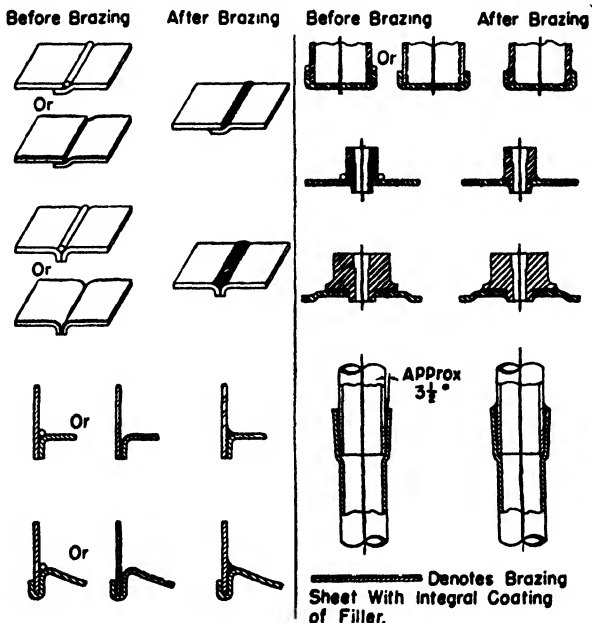 Before Brazing After Brazing
Or
Or
Or
Or
Before Brazing After Brazing
Or
APProx
3½°
Denotes Brazing
Sheet With Integral Coating
of Filler.